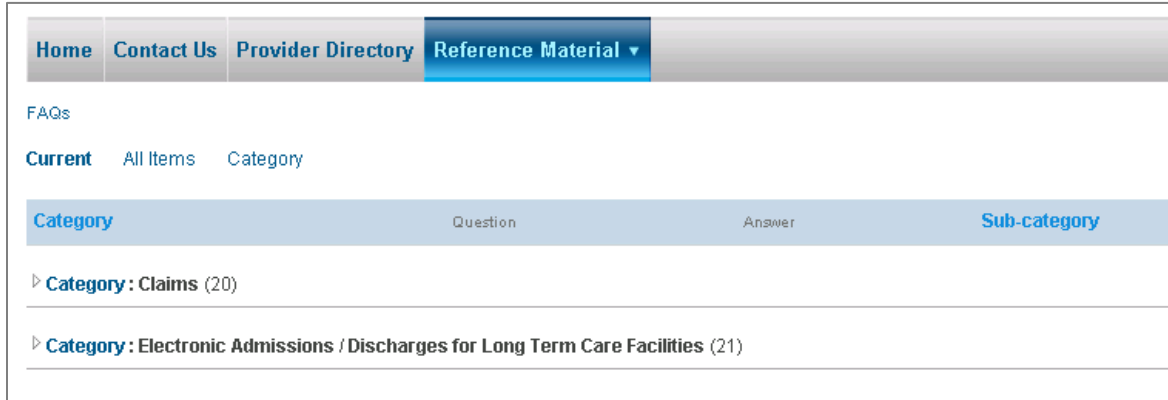 Home Contact Us Provider Directory Reference Material
FAQs
Current All Items Category
Category Question Answer Sub-category
Category : Claims (20)
Category : Electronic Admissions / Discharges for Long Term Care Facilities (21)